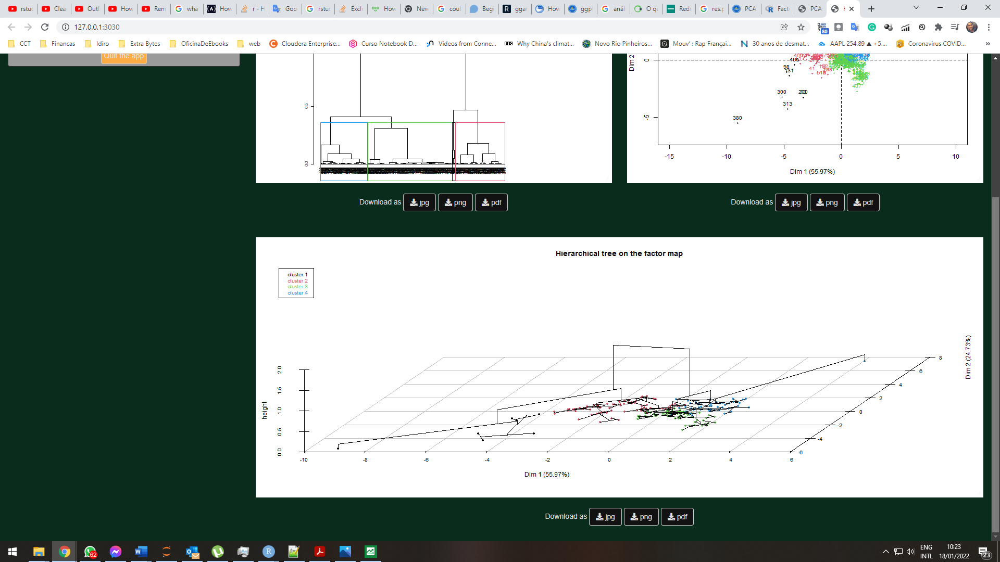 rstuc
Clea
Outl
How
Rem
wha
How
r - H
Goo
rstuc
Exclu
How
New
coul
Begi
ggar
How
ggpl
anál
O qu
Redu
res.p
PCA
Fact
PCA
127.0.0.1:3030
80
CCT
Financas
Idiro
Extra Bytes
OficinaDeEbooks
web
Cloudera Enterprise...
Curso Notebook D...
Videos from Conne...
Why China's climat...
Novo Rio Pinheiros...
Mouv' : Rap Françai...
30 anos de desmat...
AAPL 254.89 ▲ +5....
Coronavirus COVID...
»
Quit the app
0.5
0.0
Dim 2
0
-5
98
131
41
300
313
380
407
-15
-10
-5
0
5
10
Dim 1 (55.97%)
Download as jpg png pdf
Download as jpg png pdf
Hierarchical tree on the factor map
cluster 1
cluster 2
cluster 3
cluster 4
height
0.0
0.5
1.0
1.5
2.0
-10
-8
-6
-4
-2
0
2
4
6
Dim 1 (55.97%)
8
6
4
2
0
-2
-4
-6
Dim 2 (24.73%)
Download as jpg png pdf
62
ENG
INTL
10:23
18/01/2022
23